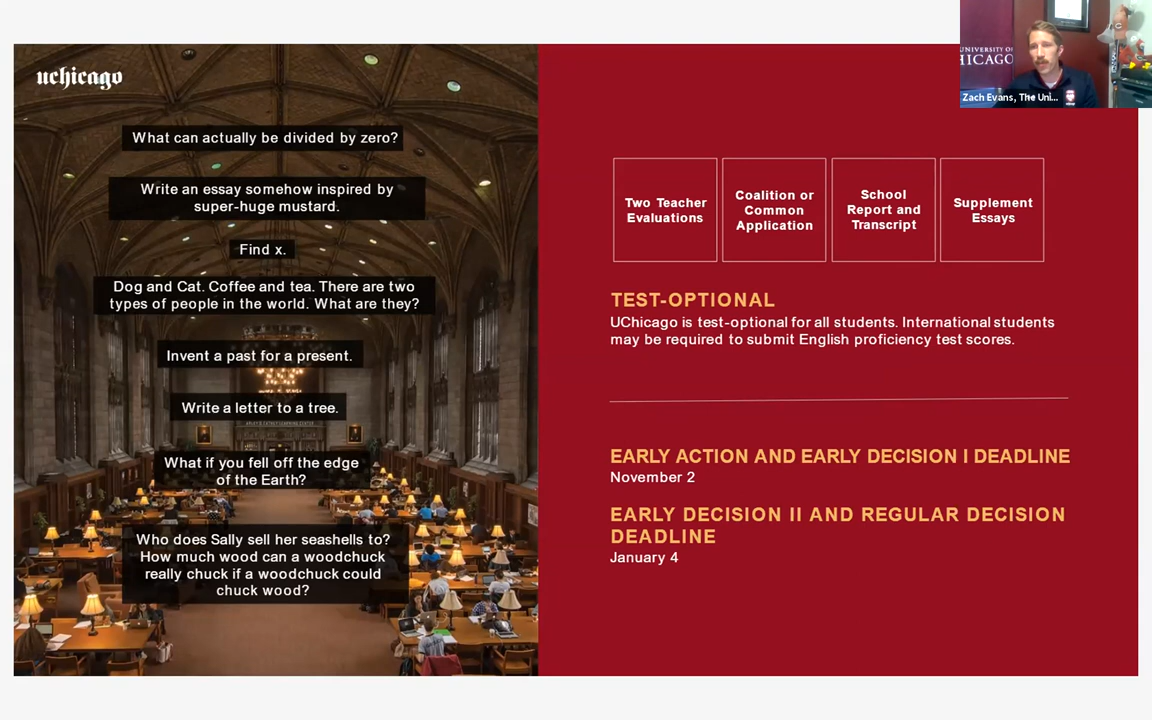 uchicago
What can actually be divided by zero?
Write an essay somehow inspired by
super-huge mustard.
Find x.
Dog and Cat. Coffee and tea. There are two
types of people in the world. What are they?
Invent a past for a present.
Write a letter to a tree.
What if you fell off the edge
of the Earth?
Who does Sally sell her seashells to?
How much wood can a woodchuck
really chuck if a woodchuck could
chuck wood?
UNIVERSITY OF
HICAGO
Zach Evans, The Uni...
Two Teacher
Evaluations
Coalition or
Common
Application
School
Report and
Transcript
Supplement
Essays
TEST-OPTIONAL
UChicago is test-optional for all students. International students
may be required to submit English proficiency test scores.
EARLY ACTION AND EARLY DECISION I DEADLINE
November 2
EARLY DECISION II AND REGULAR DECISION
DEADLINE
January 4